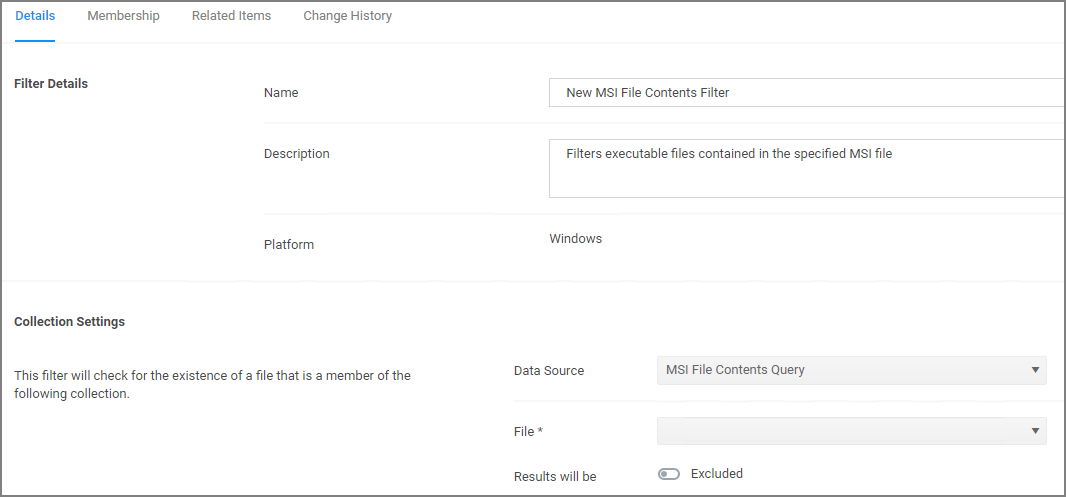 Details Membership Related Items Change History
Filter Details
Name New MSI File Contents Filter
Description Filters executable files contained in the specified MSI file
Platform Windows
Collection Settings
This filter will check for the existence of a file that is a member of the
following collection.
Data Source MSI File Contents Query
File *
Results will be Excluded